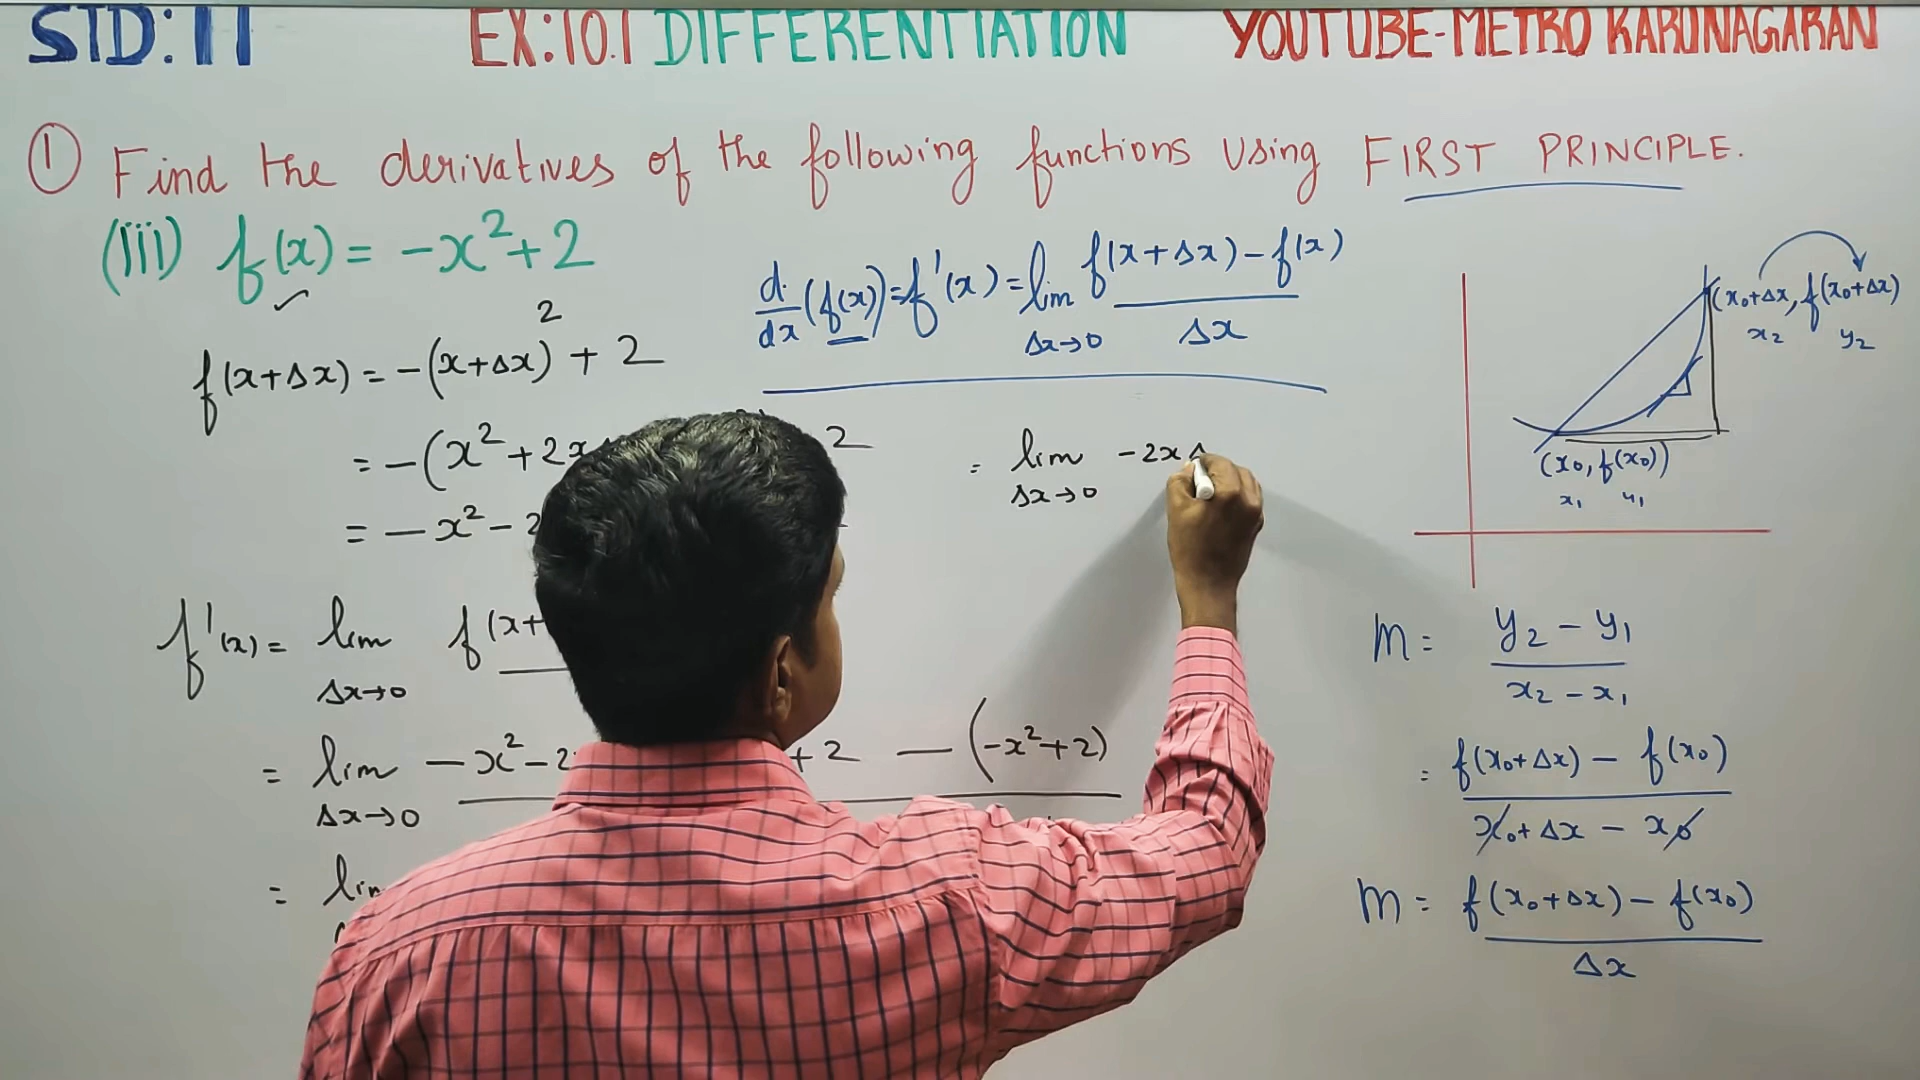 STD: 11 EX:10.1 DIFFERENTIATION YOUTUBE-METRO KARUNAGARAN
① Find the derivatives of the following functions Using FIRST PRINCIPLE.
(iii) f(x) = -x²+2
f(x+Δx) = -(x+Δx)² + 2
= -(x²+2x 2
= -x² - 2
f'(x) = lim f(x+
Δx→0
= lim -x²-2 +2 — (-x²+2)
Δx→0
= lim
d/dx (f(x)) = f'(x) = lim f(x+Δx) - f(x)
Δx→0 Δx
= lim -2x
Δx→0
(x₀+Δx, f(x₀+Δx)
x₂ y₂
(x₀, f(x₀))
x₁ y₁
m = y₂ - y₁
x₂ - x₁
= f(x₀+Δx) - f(x₀)
x₀+Δx - x₀
m = f(x₀+Δx) - f(x₀)
Δx